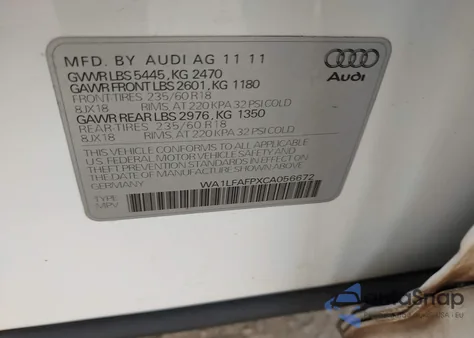 MFD. BY AUDI AG 11 11
GWVR LBS 5445, KG 2470
GAWR FRONT LBS 2601, KG 1180
FRONT TIRES 235/60 R18
8JX18 RIMS, AT 220 KPA 32 PSI COLD
GAWR REAR LBS 2976, KG 1350
REAR TIRES 235/60 R18
8JX18 RIMS, AT 220 KPA 32 PSI COLD
THIS VEHICLE CONFORMS TO ALL APPLICABLE
U.S. FEDERAL MOTOR VEHICLE SAFETY AND
THEFT PREVENTION STANDARDS IN EFFECT ON THE
DATE OF MANUFACTURE SHOWN ABOVE.
GERMANY
WA1LFAFPXCA056672
TYPE
MPV
Audi